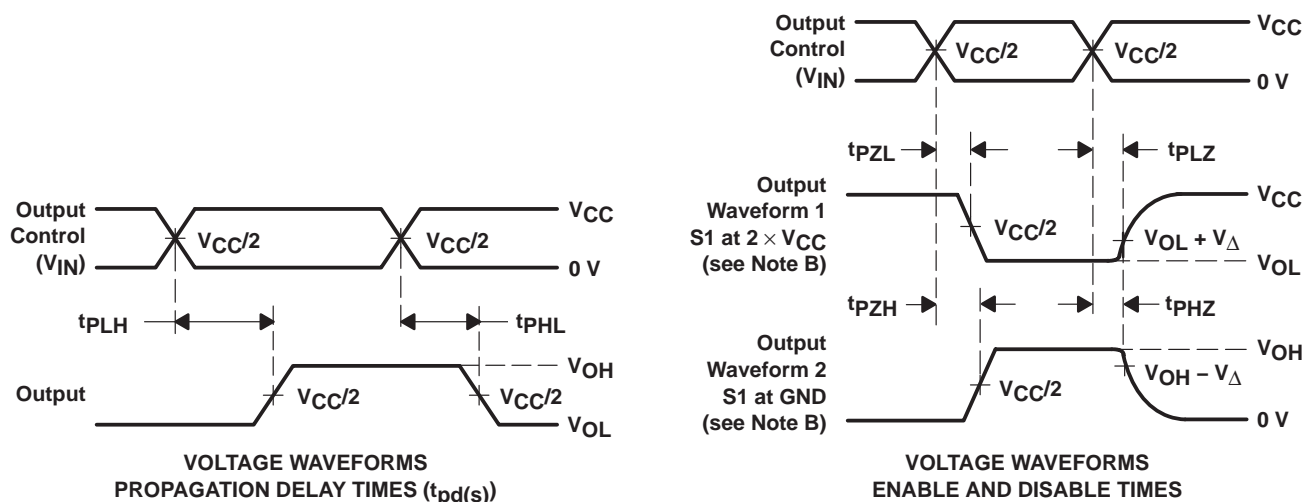 Output
Control
(VIN)
VCC/2
VCC/2
VCC
0 V
tPLH
tPHL
Output
VCC/2
VCC/2
VOH
VOL
VOLTAGE WAVEFORMS
PROPAGATION DELAY TIMES (tpd(s))
Output
Control
(VIN)
VCC/2
VCC/2
VCC
0 V
tPZL
tPLZ
Output
Waveform 1
S1 at 2 × VCC
(see Note B)
VCC/2
VCC
VOL + VΔ
VOL
tPZH
tPHZ
Output
Waveform 2
S1 at GND
(see Note B)
VCC/2
VOH
VOH − VΔ
0 V
VOLTAGE WAVEFORMS
ENABLE AND DISABLE TIMES